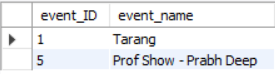 event_ID event_name
1 Tarang
5 Prof Show - Prabh Deep